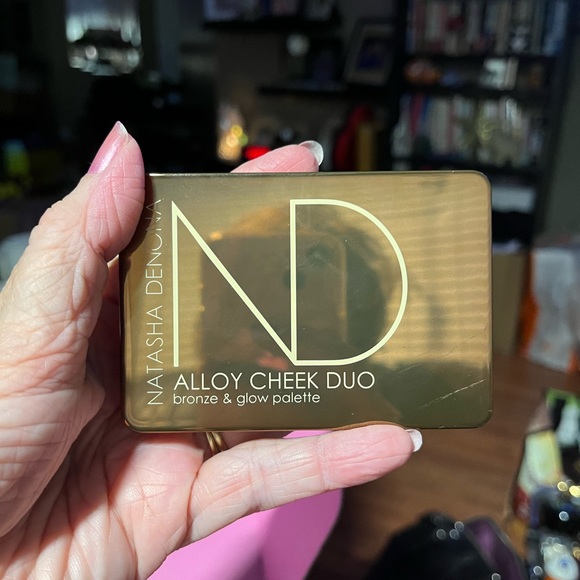 NATASHA DENONA
ND
ALLOY CHEEK DUO
bronze & glow palette